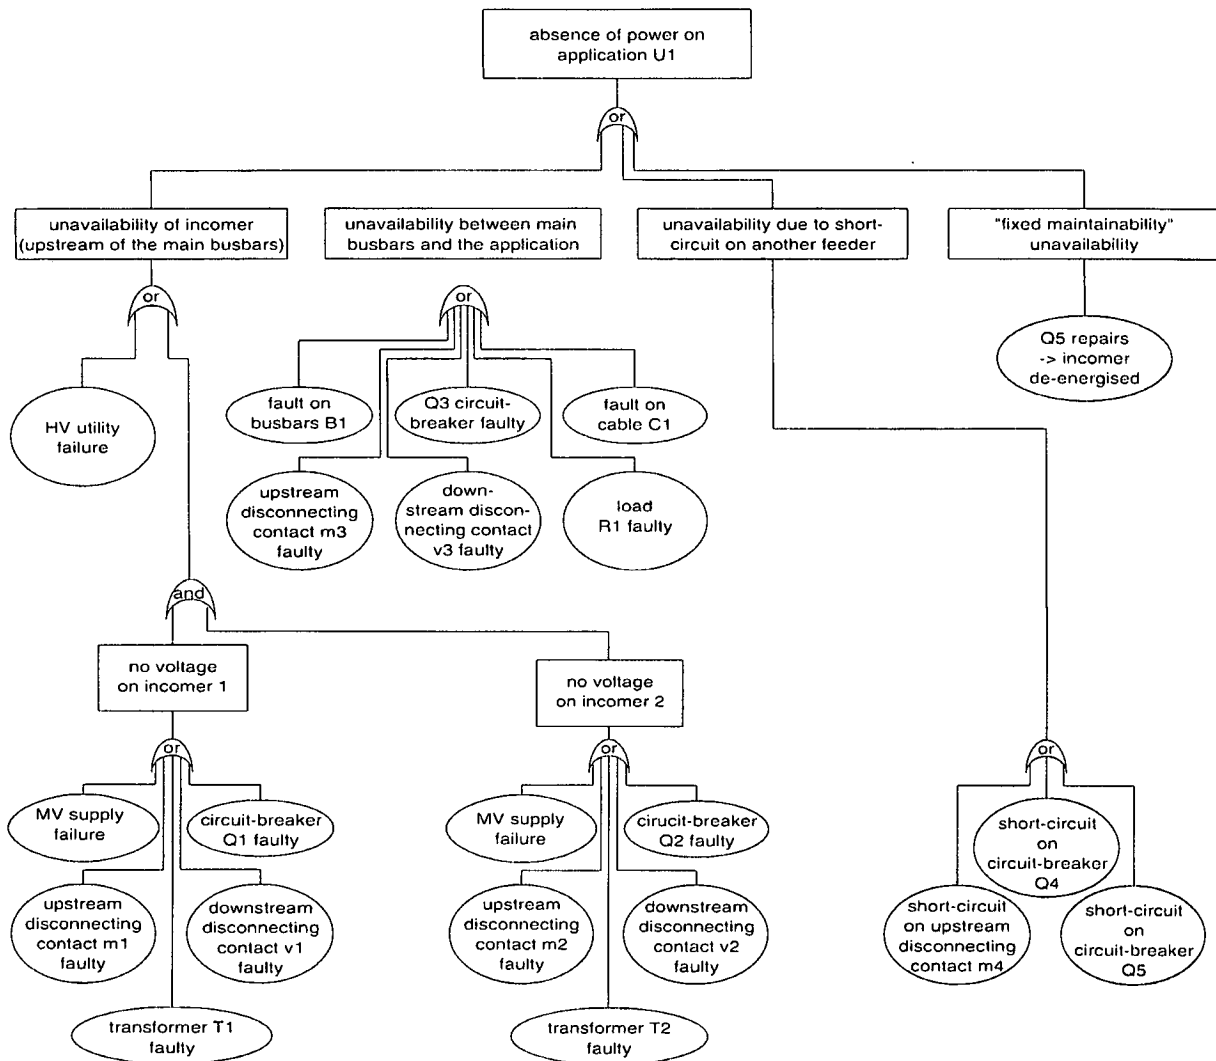 absence of power on
application U1
or
unavailability of incomer
(upstream of the main busbars)
unavailability between main
busbars and the application
unavailability due to short-
circuit on another feeder
"fixed maintainability"
unavailability
or
or
Q5 repairs
-> incomer
de-energised
HV utility
failure
fault on
busbars B1
Q3 circuit-
breaker faulty
fault on
cable C1
upstream
disconnecting
contact m3
faulty
down-
stream discon-
necting contact
v3 faulty
load
R1 faulty
and
no voltage
on incomer 1
no voltage
on incomer 2
or
or
or
MV supply
failure
circuit-breaker
Q1 faulty
MV supply
failure
cirucit-breaker
Q2 faulty
short-circuit
on
circuit-breaker
Q4
upstream
disconnecting
contact m1
faulty
downstream
disconnecting
contact v1
faulty
upstream
disconnecting
contact m2
faulty
downstream
disconnecting
contact v2
faulty
short-circuit
on upstream
disconnecting
contact m4
short-circuit
on
circuit-breaker
Q5
transformer T1
faulty
transformer T2
faulty